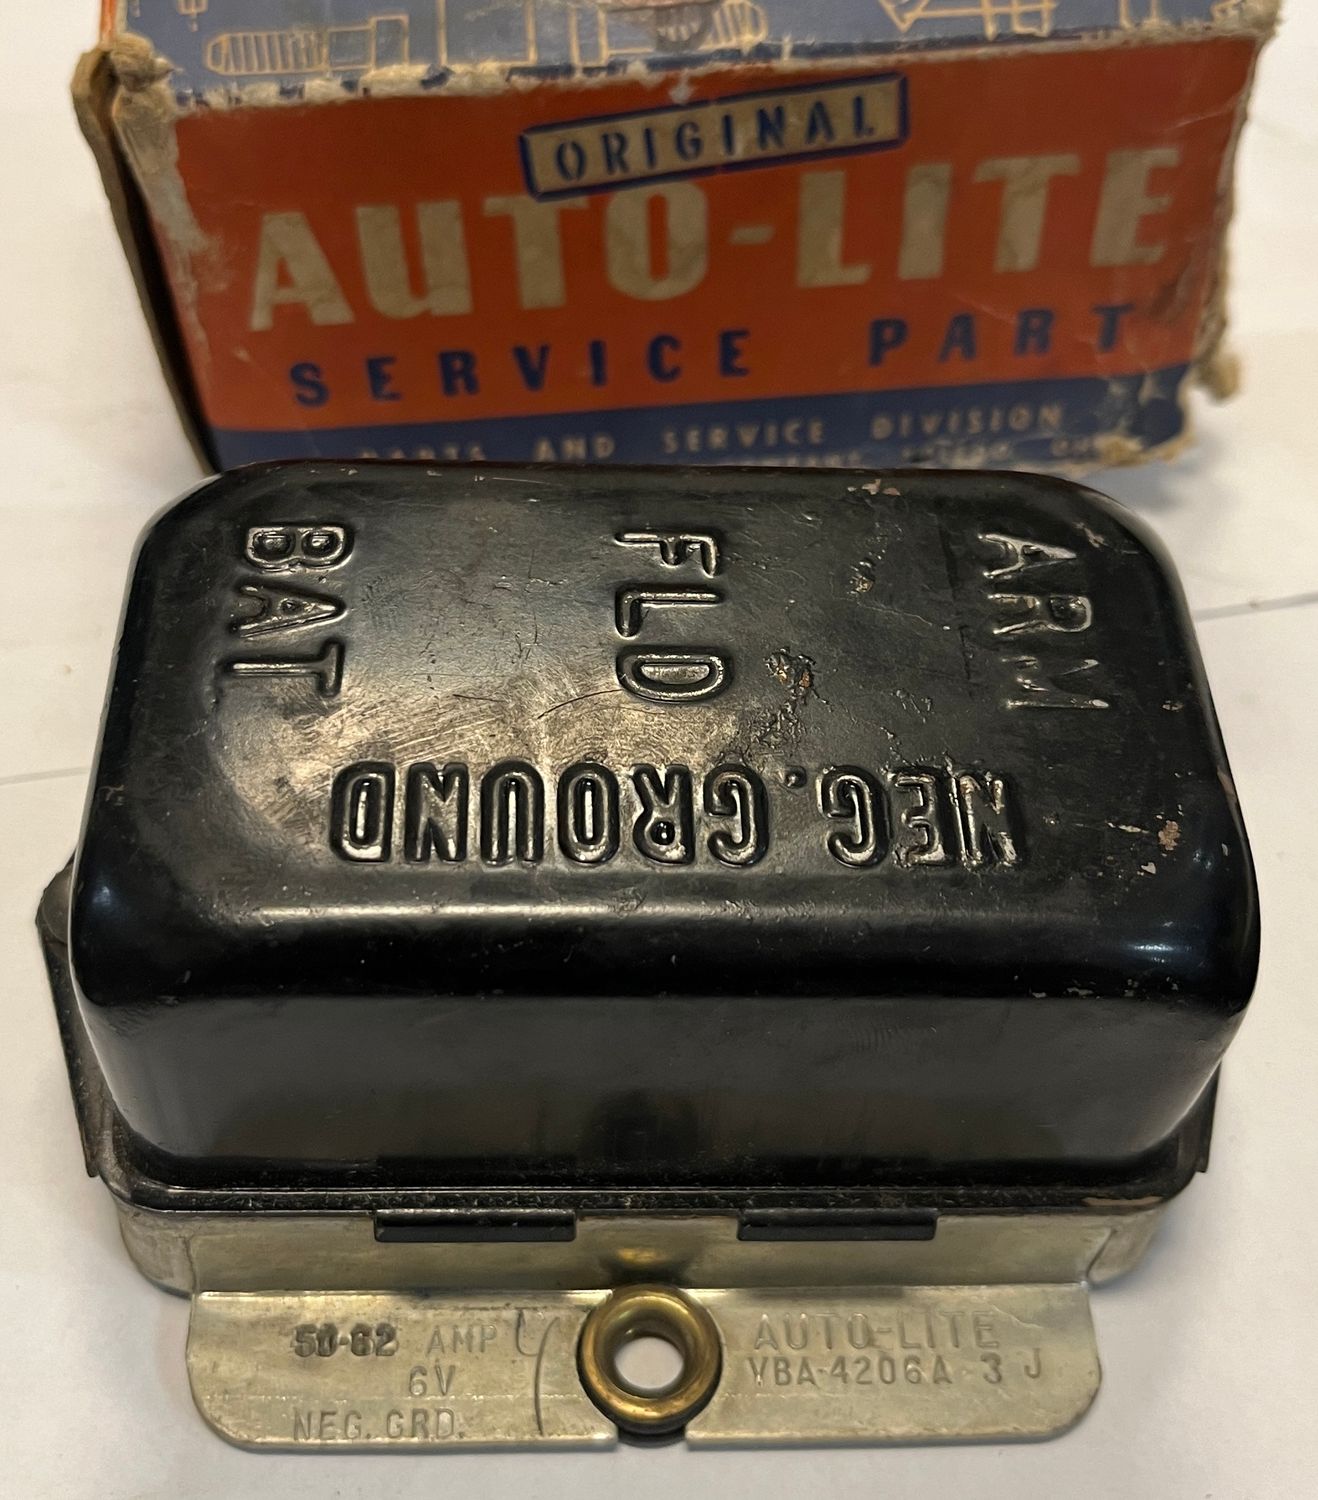 ORIGINAL
AUTO-LITE
SERVICE PART
PARTS AND SERVICE DIVISION
BAT
FLD
ARM
NEG. GROUND
50-62 AMP
6V
NEG. GRD.
AUTO-LITE
VBA-4206A-3 J